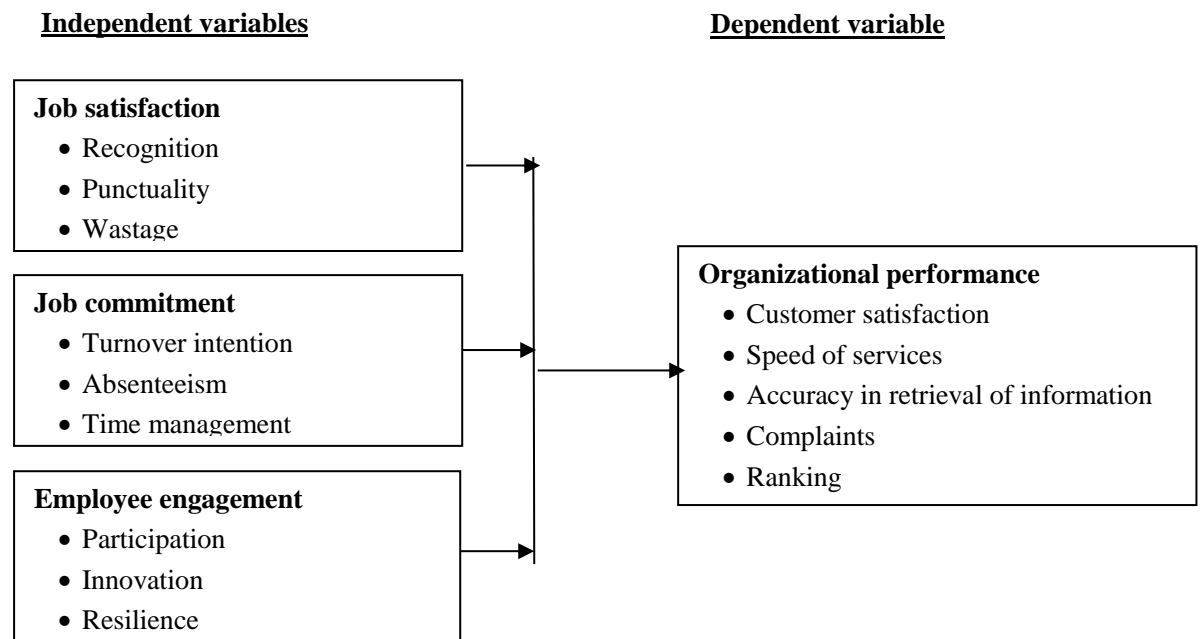 Independent variables
Dependent variable
Job satisfaction
• Recognition
• Punctuality
• Wastage
Job commitment
• Turnover intention
• Absenteeism
• Time management
Employee engagement
• Participation
• Innovation
• Resilience
Organizational performance
• Customer satisfaction
• Speed of services
• Accuracy in retrieval of information
• Complaints
• Ranking